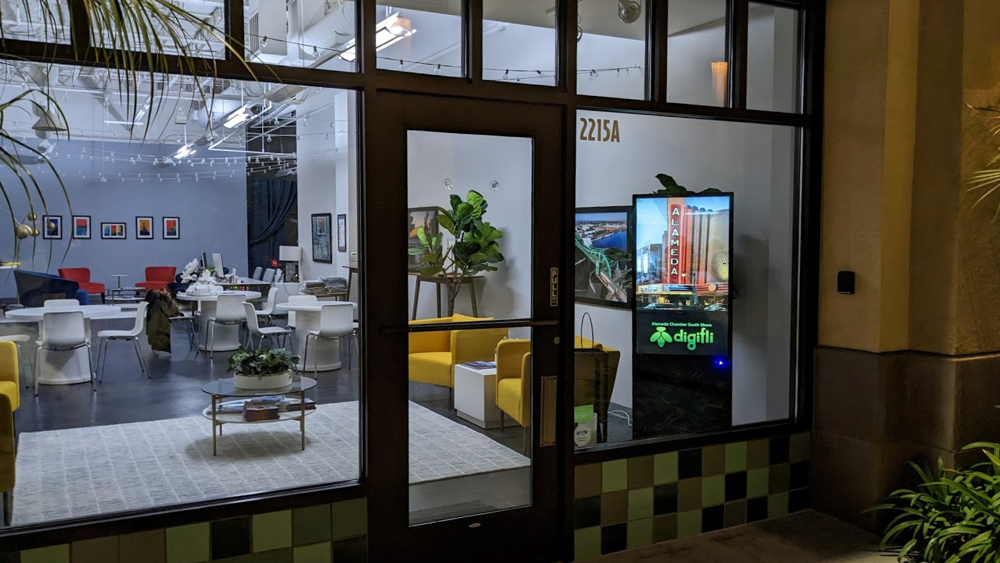 2215A
PULL
ALAMEDA
Alameda Chamber South Shore
digifli